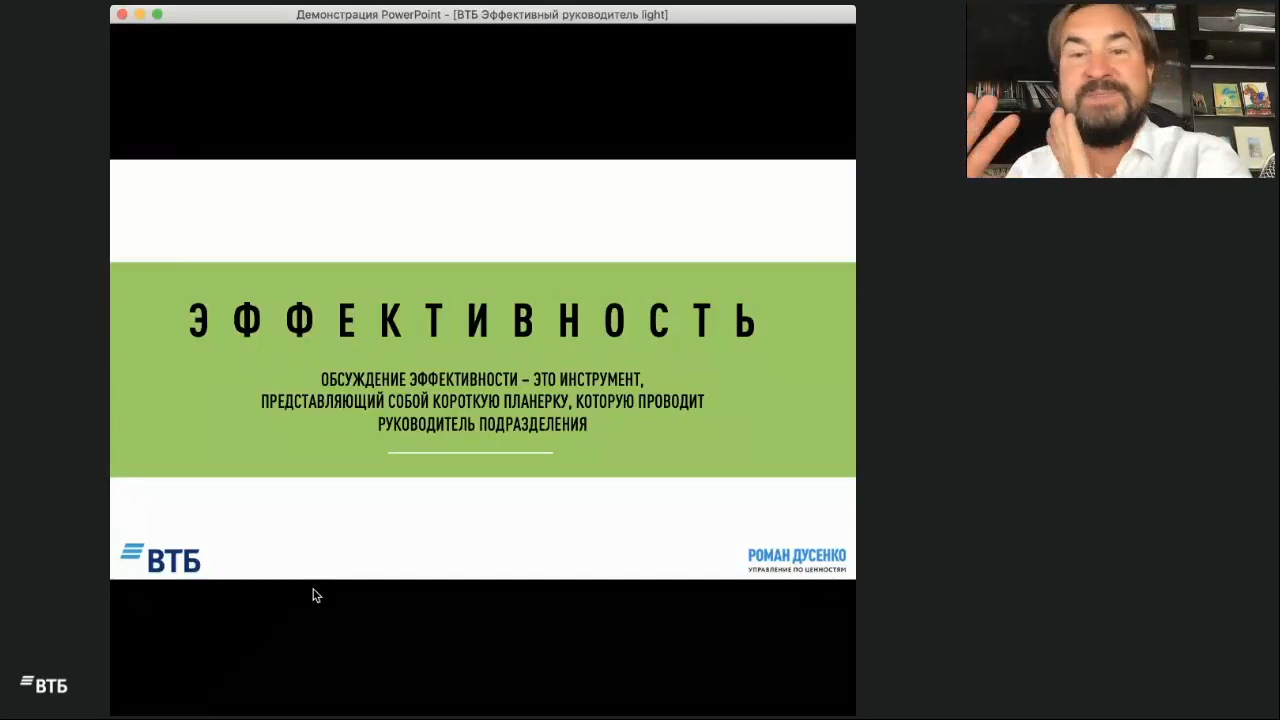 Демонстрация PowerPoint - [ВТБ Эффективный руководитель light]
ЭФФЕКТИВНОСТЬ
ОБСУЖДЕНИЕ ЭФФЕКТИВНОСТИ – ЭТО ИНСТРУМЕНТ,
ПРЕДСТАВЛЯЮЩИЙ СОБОЙ КОРОТКУЮ ПЛАНЕРКУ, КОТОРУЮ ПРОВОДИТ
РУКОВОДИТЕЛЬ ПОДРАЗДЕЛЕНИЯ
ВТБ
РОМАН ДУСЕНКО
УПРАВЛЕНИЕ ПО ЦЕННОСТЯМ
ВТБ